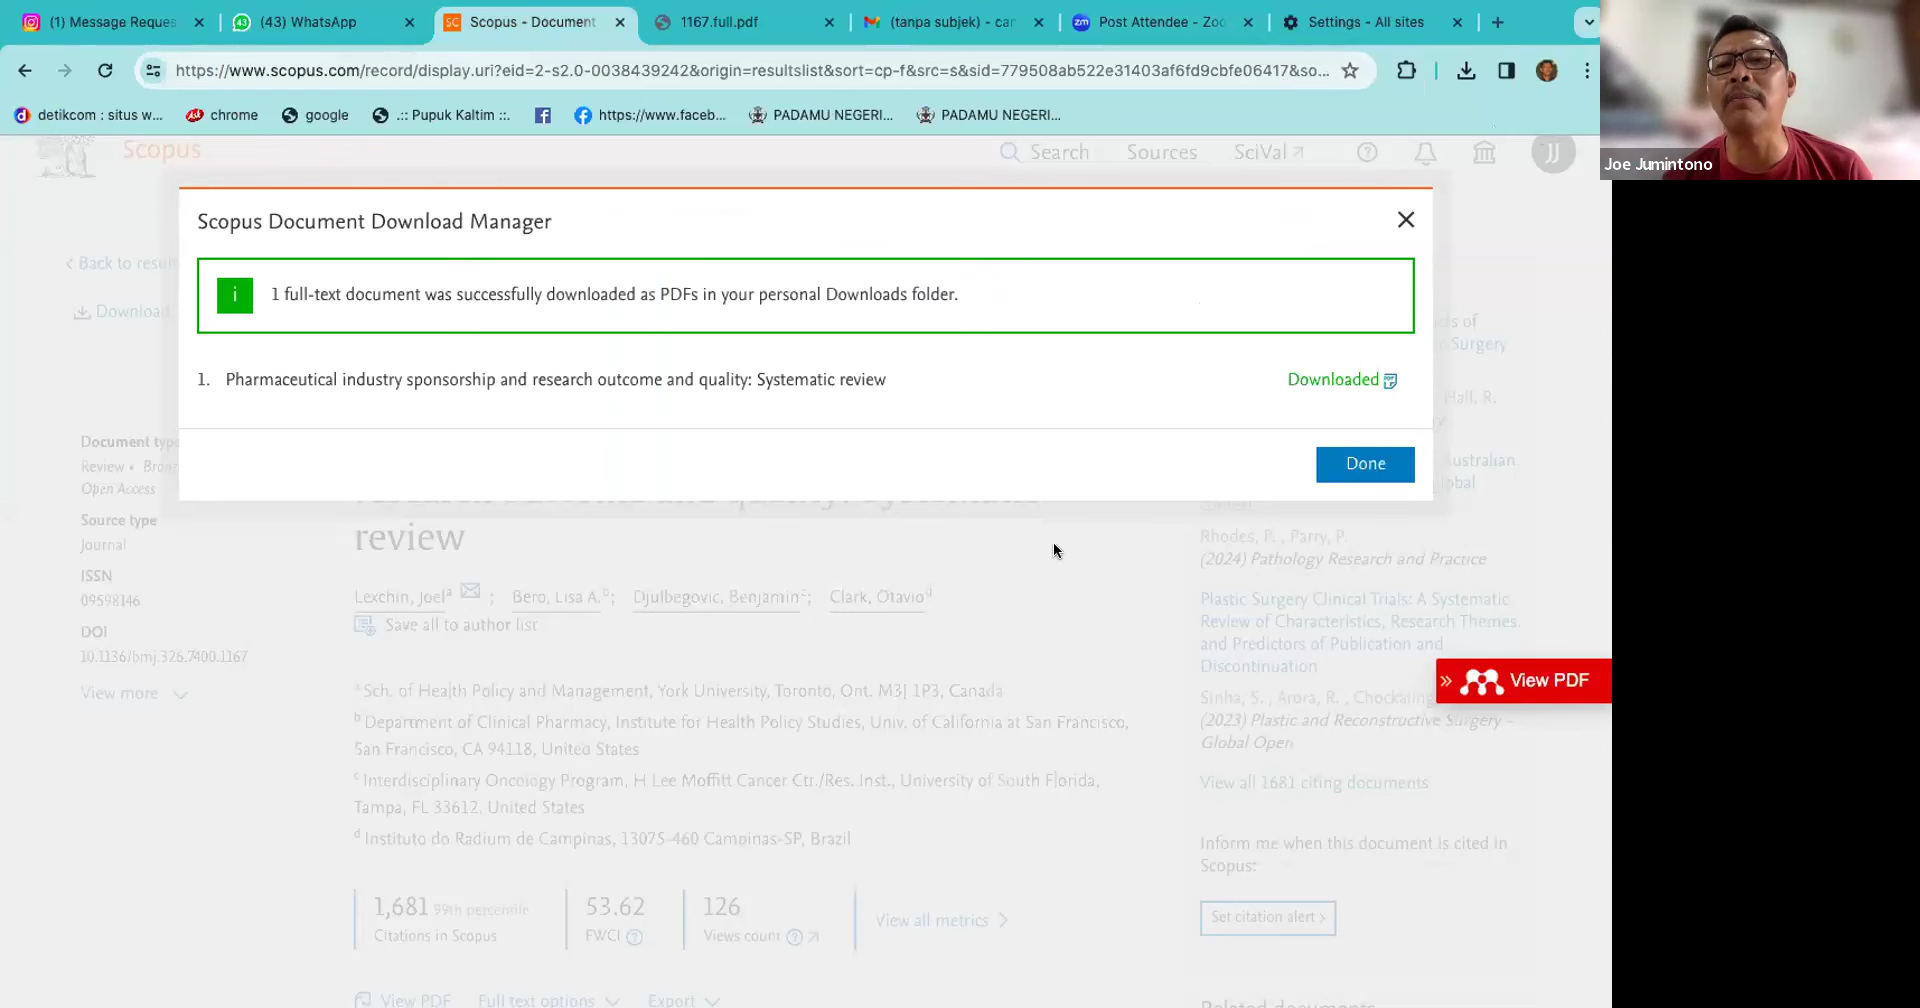 (1) Message Reques
(43) WhatsApp
Scopus - Document
1167.full.pdf
(tanpa subjek) - car
Post Attendee - Zoo
Settings - All sites
https://www.scopus.com/record/display.uri?eid=2-s2.0-0038439242&origin=resultslist&sort=cp-f&src=s&sid=779508ab522e31403af6fd9cbfe06417&so...
detikcom : situs w...
chrome
google
.:: Pupuk Kaltim ::.
https://www.faceb...
PADAMU NEGERI...
PADAMU NEGERI...
Joe Jumintono
Scopus
Search
Sources
SciVal
JJ
Scopus Document Download Manager
1 full-text document was successfully downloaded as PDFs in your personal Downloads folder.
1. Pharmaceutical industry sponsorship and research outcome and quality: Systematic review
Downloaded
Done
Back to resul
Download
Document type
Review • Bronz
Open Access
Source type
Journal
ISSN
09598146
DOI
10.1136/bmj.326.7400.1167
View more
review
Lexchin, Joel a ; Bero, Lisa A. b ; Djulbegovic, Benjamin c ; Clark, Otavio d
Save all to author list
a Sch. of Health Policy and Management, York University, Toronto, Ont. M3J 1P3, Canada
b Department of Clinical Pharmacy, Institute for Health Policy Studies, Univ. of California at San Francisco,
San Francisco, CA 94118, United States
c Interdisciplinary Oncology Program, H Lee Moffitt Cancer Ctr./Res. Inst., University of South Florida,
Tampa, FL 33612, United States
d Instituto do Radium de Campinas, 13075-460 Campinas-SP, Brazil
1,681 99th percentile
Citations in Scopus
53.62
FWCI
126
Views count
View all metrics
View PDF
Full text options
Export
els of
Surgery
Hall, R.
ustralian
obal
Rhodes, P. , Parry, P.
(2024) Pathology Research and Practice
Plastic Surgery Clinical Trials: A Systematic
Review of Characteristics, Research Themes,
and Predictors of Publication and
Discontinuation
Sinha, S. , Arora, R. , Chockaling
(2023) Plastic and Reconstructive Surgery –
Global Open
View all 1681 citing documents
Inform me when this document is cited in
Scopus:
Set citation alert
Related documents
» View PDF